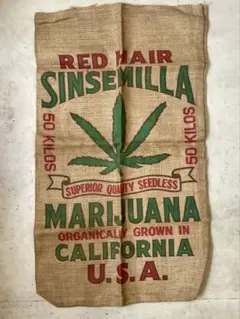 RED HAIR
SINSEMILLA
50 KILOS
50 KILOS
SUPERIOR QUALITY SEEDLESS
MARIJUANA
ORGANICALLY GROWN IN
CALIFORNIA
U.S.A.